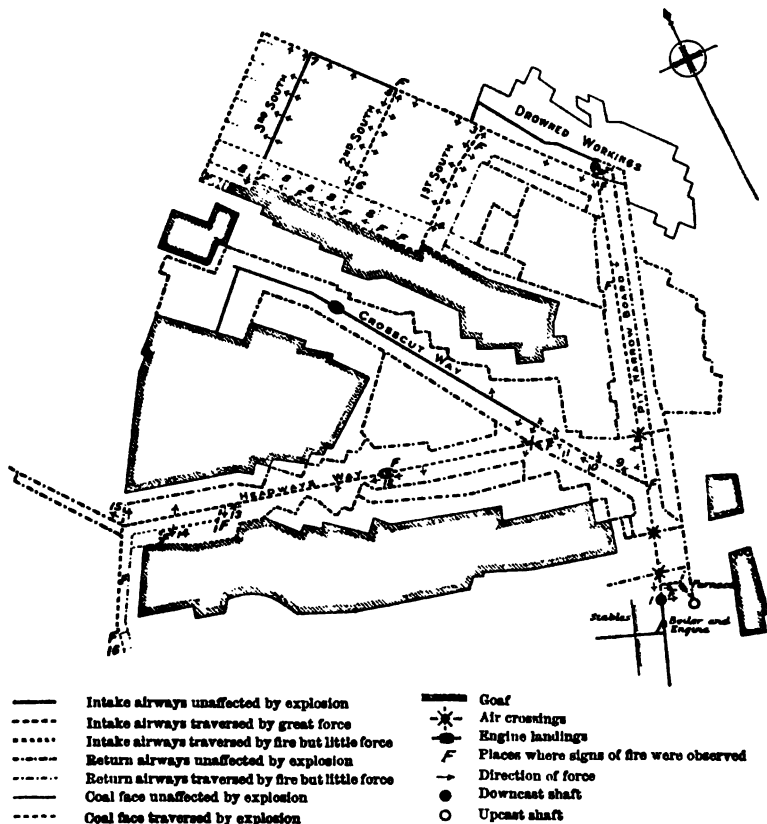 DROWNED WORKINGS
3RD SOUTH
2ND SOUTH
1ST SOUTH
PIT NARROW BORD
CROSSCUT WAY
HEADWAYS WAY
Furnace
Stables
Boiler and
Engine
Intake airways unaffected by explosion
Intake airways traversed by great force
Intake airways traversed by fire but little force
Return airways unaffected by explosion
Return airways traversed by fire but little force
Coal face unaffected by explosion
Coal face traversed by explosion
Goaf
Air crossings
Engine landings
F Places where signs of fire were observed
Direction of force
Downcast shaft
Upcast shaft